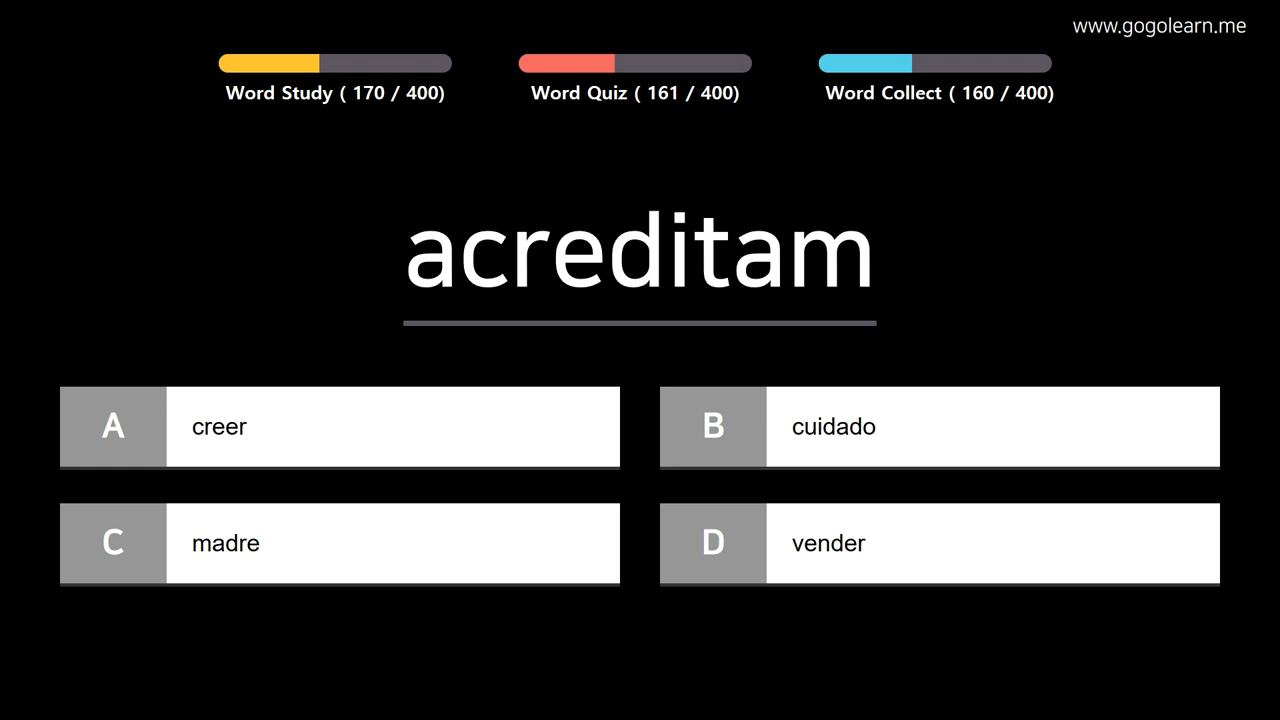 www.gogolearn.me
Word Study ( 170 / 400)
Word Quiz ( 161 / 400)
Word Collect ( 160 / 400)
acreditam
A creer
B cuidado
C madre
D vender